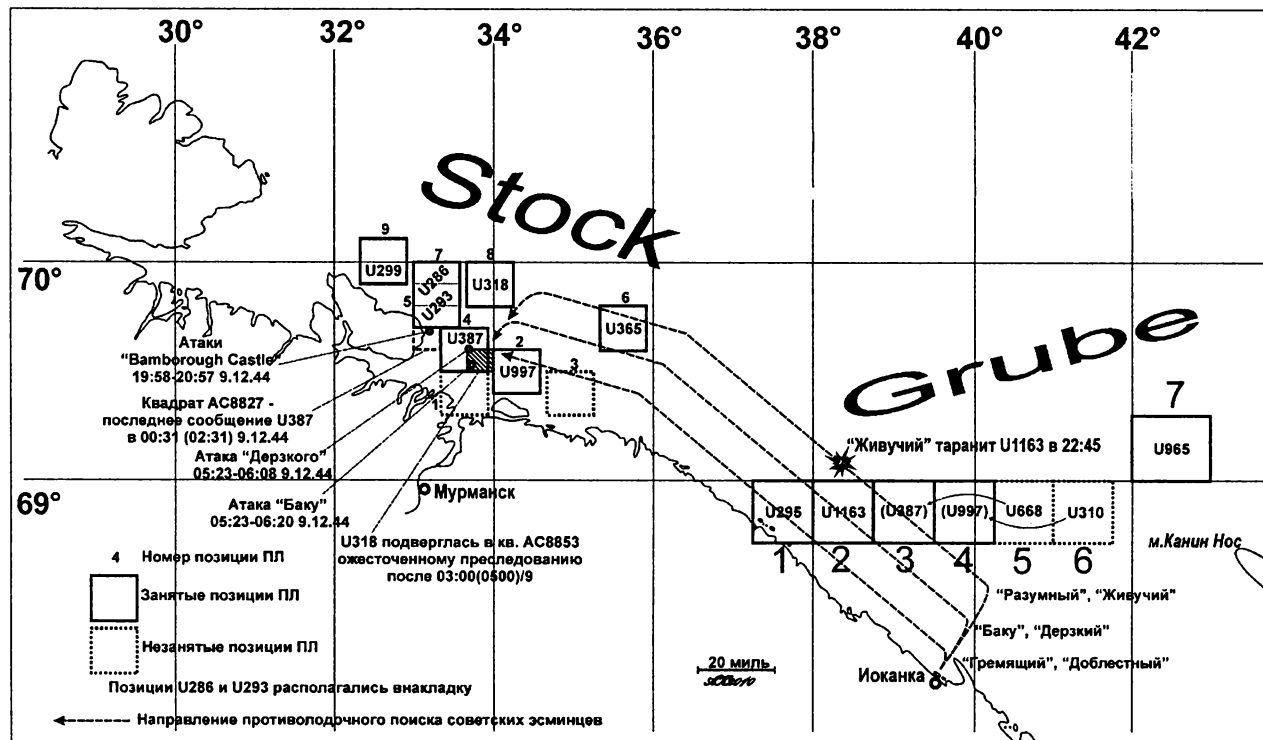 30°
32°
34°
36°
38°
40°
42°
Stock
9
7
8
70°
U299
U286
U318
5
U293
6
4
U365
Grube
U387
Атаки
“Bamborough Castle”
19:58-20:57 9.12.44
2
3
U997
7
1
Квадрат АС8827 -
последнее сообщение U387
в 00:31 (02:31) 9.12.44
“Живучий” таранит U1163 в 22:45
U965
Атака “Дерзкого”
05:23-06:08 9.12.44
69°
Мурманск
Атака “Баку”
05:23-06:20 9.12.44
U295
U1163
(U387)
(U997)
U668
U310
U318 подверглась в кв. АС8853
ожесточенному преследованию
после 03:00(0500)/9
м.Канин Нос
1
2
3
4
5
6
4 Номер позиции ПЛ
Занятые позиции ПЛ
“Разумный”, “Живучий”
“Баку”, “Дерзкий”
Незанятые позиции ПЛ
20 миль
“Гремящий”, “Доблестный”
Иоканка
Позиции U286 и U293 располагались внакладку
Направление противолодочного поиска советских эсминцев